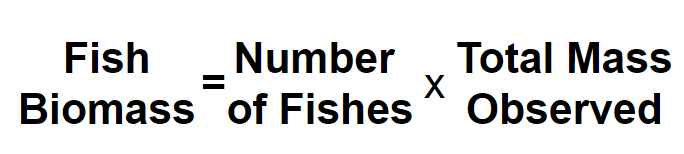 Fish Biomass = Number of Fishes x Total Mass Observed